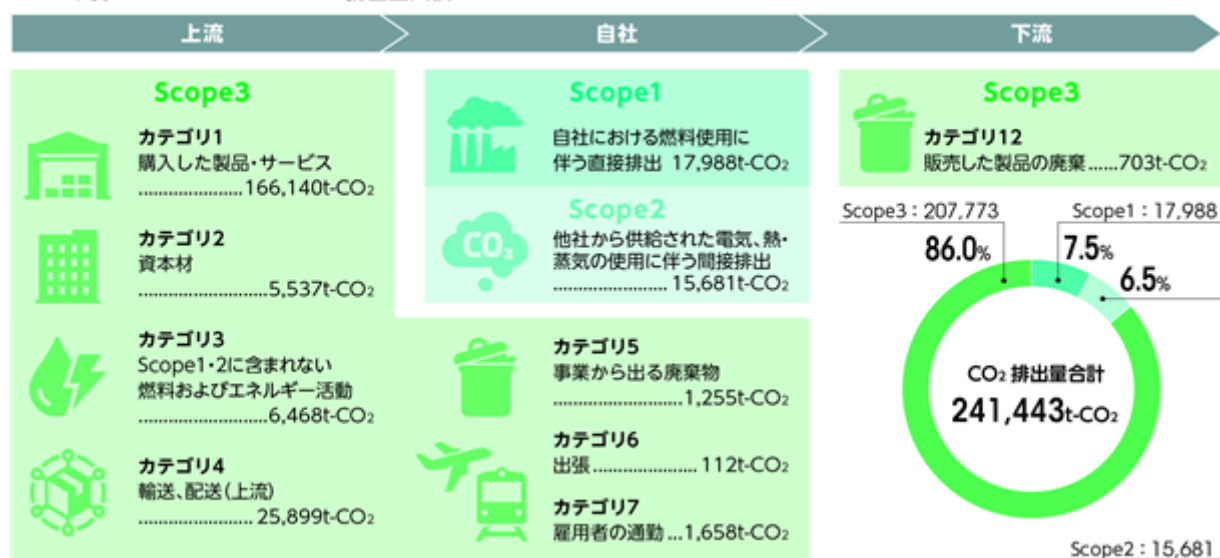 上流
自社
下流
Scope3
カテゴリ1
購入した製品・サービス
......................166,140t-CO₂
カテゴリ2
資本材
............................5,537t-CO₂
カテゴリ3
Scope1・2に含まれない
燃料およびエネルギー活動
............................6,468t-CO₂
カテゴリ4
輸送、配送(上流)
......................... 25,899t-CO₂
Scope1
自社における燃料使用に
伴う直接排出 17,988t-CO₂
Scope2
CO₂
他社から供給された電気、熱・
蒸気の使用に伴う間接排出
......................... 15,681t-CO₂
カテゴリ5
事業から出る廃棄物
............................1,255t-CO₂
カテゴリ6
出張....................... 112t-CO₂
カテゴリ7
雇用者の通勤 ...1,658t-CO₂
Scope3
カテゴリ12
販売した製品の廃棄......703t-CO₂
Scope3:207,773
86.0%
Scope1:17,988
7.5%
6.5%
CO₂ 排出量合計
241,443t-CO₂
Scope2:15,681